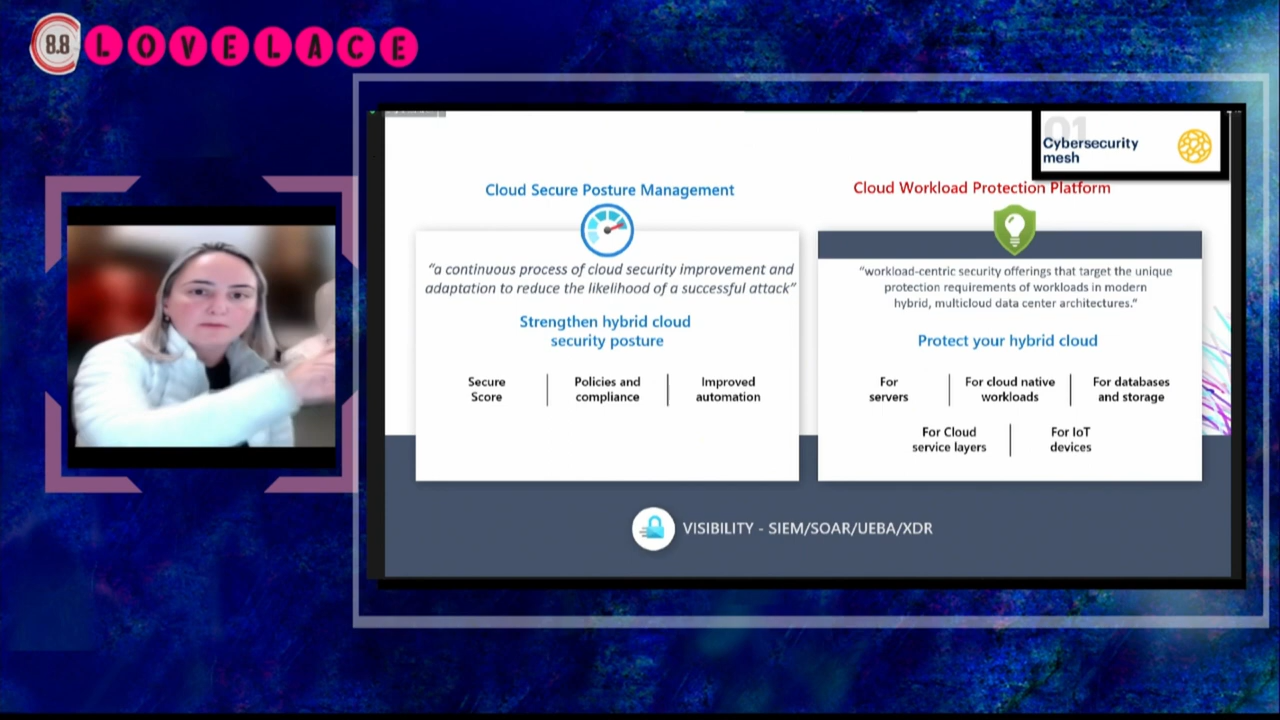 8.8 LOVELACE
01
Cybersecurity
mesh
Cloud Secure Posture Management
"a continuous process of cloud security improvement and
adaptation to reduce the likelihood of a successful attack"
Strengthen hybrid cloud
security posture
Secure
Score
Policies and
compliance
Improved
automation
Cloud Workload Protection Platform
"workload-centric security offerings that target the unique
protection requirements of workloads in modern
hybrid, multicloud data center architectures."
Protect your hybrid cloud
For
servers
For cloud native
workloads
For databases
and storage
For Cloud
service layers
For IoT
devices
VISIBILITY - SIEM/SOAR/UEBA/XDR